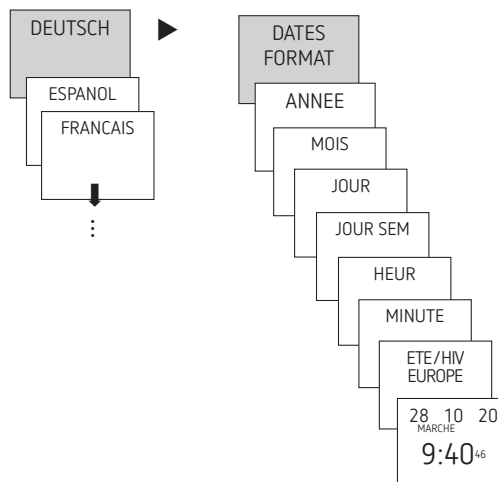 DEUTSCH
ESPANOL
FRANCAIS
DATES
FORMAT
ANNEE
MOIS
JOUR
JOUR SEM
HEUR
MINUTE
ETE/HIV
EUROPE
28 10 20
MARCHE
9:40 46